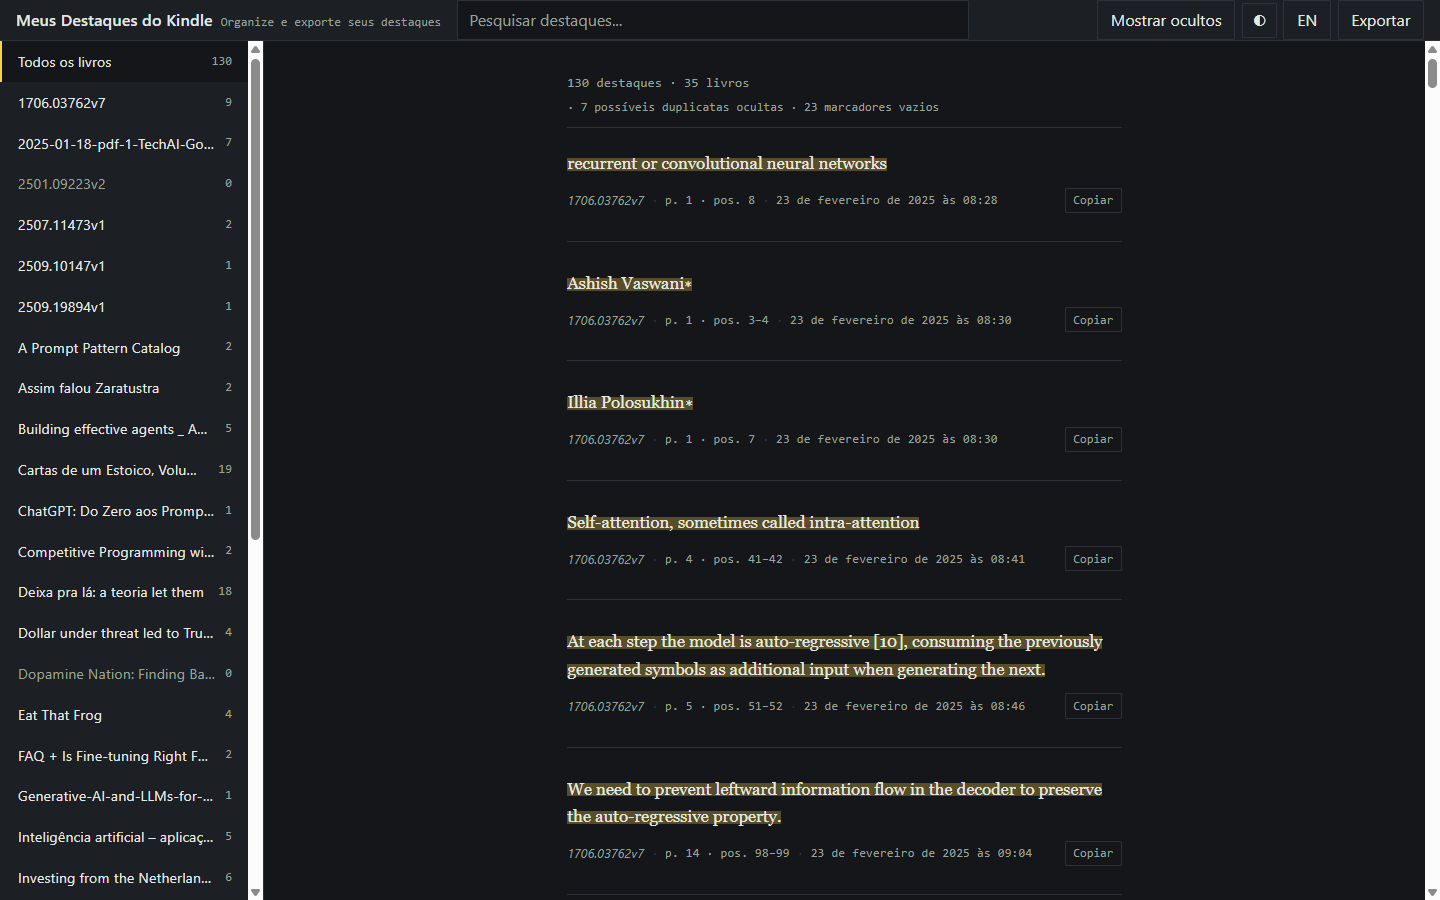 Meus Destaques do Kindle Organize e exporte seus destaques
Pesquisar destaques...
Mostrar ocultos
EN
Exportar
Todos os livros 130
1706.03762v7 9
2025-01-18-pdf-1-TechAI-Go... 7
2501.09223v2 0
2507.11473v1 2
2509.10147v1 1
2509.19894v1 1
A Prompt Pattern Catalog 2
Assim falou Zaratustra 2
Building effective agents _ A... 5
Cartas de um Estoico, Volu... 19
ChatGPT: Do Zero aos Promp... 1
Competitive Programming wi... 2
Deixa pra lá: a teoria let them 18
Dollar under threat led to Tru... 4
Dopamine Nation: Finding Ba... 0
Eat That Frog 4
FAQ + Is Fine-tuning Right F... 2
Generative-AI-and-LLMs-for-... 1
Inteligência artificial – aplicaç... 5
Investing from the Netherlan... 6
130 destaques · 35 livros
· 7 possíveis duplicatas ocultas · 23 marcadores vazios
recurrent or convolutional neural networks
1706.03762v7 · p. 1 · pos. 8 · 23 de fevereiro de 2025 às 08:28
Copiar
Ashish Vaswani*
1706.03762v7 · p. 1 · pos. 3–4 · 23 de fevereiro de 2025 às 08:30
Copiar
Illia Polosukhin*
1706.03762v7 · p. 1 · pos. 7 · 23 de fevereiro de 2025 às 08:30
Copiar
Self-attention, sometimes called intra-attention
1706.03762v7 · p. 4 · pos. 41–42 · 23 de fevereiro de 2025 às 08:41
Copiar
At each step the model is auto-regressive [10], consuming the previously
generated symbols as additional input when generating the next.
1706.03762v7 · p. 5 · pos. 51–52 · 23 de fevereiro de 2025 às 08:46
Copiar
We need to prevent leftward information flow in the decoder to preserve
the auto-regressive property.
1706.03762v7 · p. 14 · pos. 98–99 · 23 de fevereiro de 2025 às 09:04
Copiar